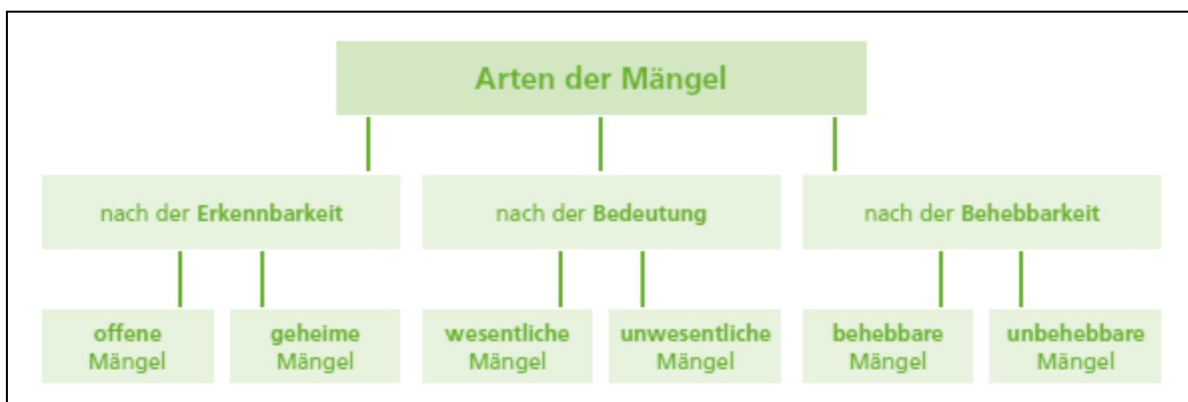 Arten der Mängel
nach der Erkennbarkeit
nach der Bedeutung
nach der Behebbarkeit
offene
Mängel
geheime
Mängel
wesentliche
Mängel
unwesentliche
Mängel
behebbare
Mängel
unbehebbare
Mängel